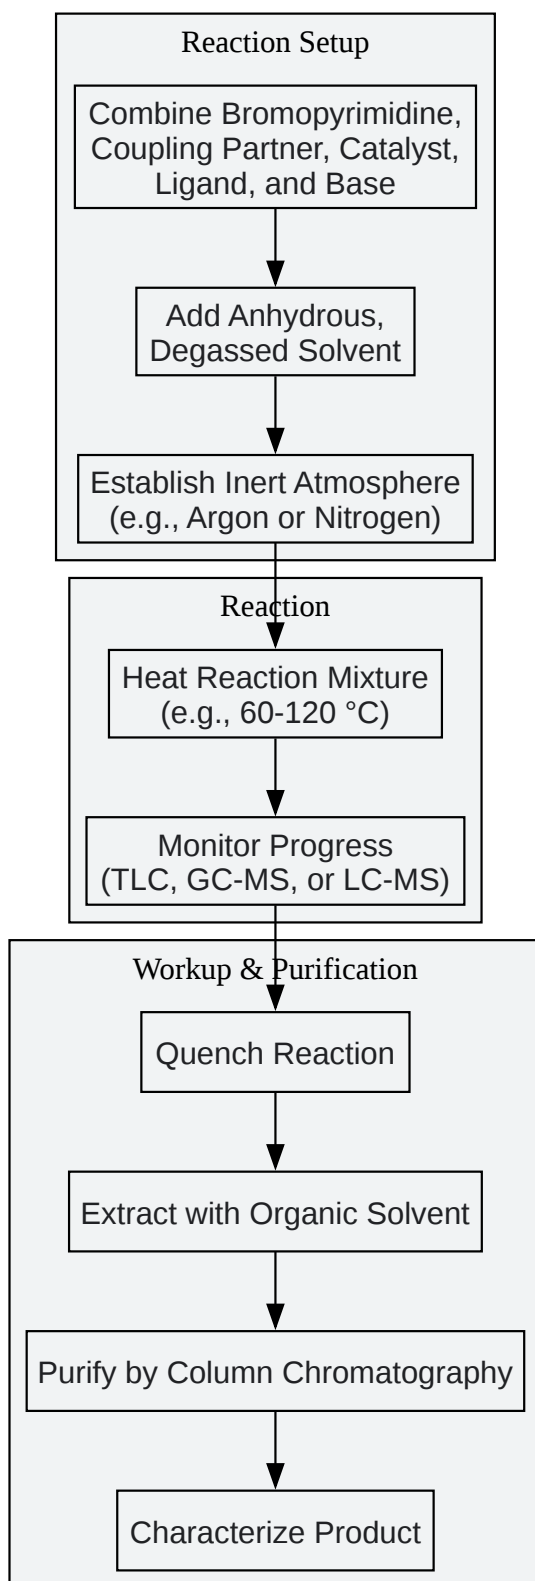 Reaction Setup
Combine Bromopyrimidine,
Coupling Partner, Catalyst,
Ligand, and Base
Add Anhydrous,
Degassed Solvent
Establish Inert Atmosphere
(e.g., Argon or Nitrogen)
Reaction
Heat Reaction Mixture
(e.g., 60-120 °C)
Monitor Progress
(TLC, GC-MS, or LC-MS)
Workup & Purification
Quench Reaction
Extract with Organic Solvent
Purify by Column Chromatography
Characterize Product